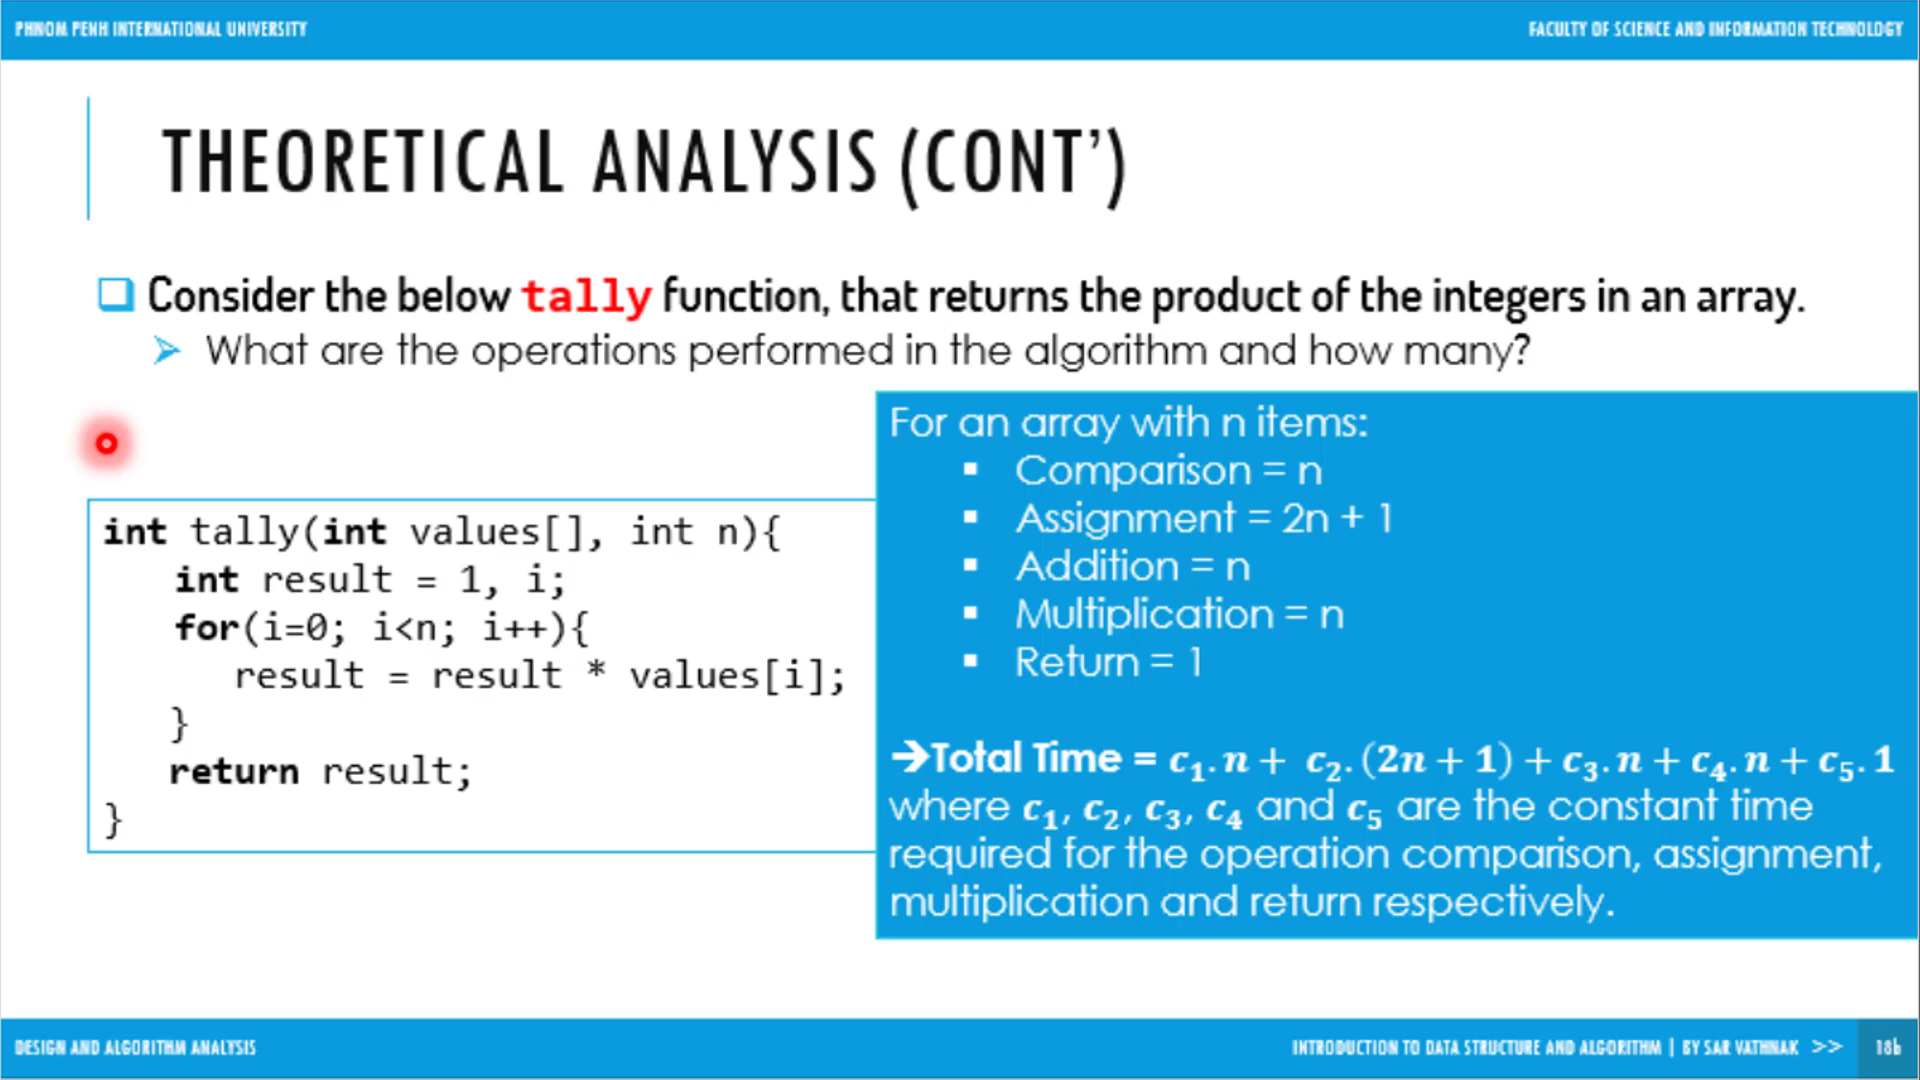 PHNOM PENH INTERNATIONAL UNIVERSITY
FACULTY OF SCIENCE AND INFORMATION TECHNOLOGY
THEORETICAL ANALYSIS (CONT’)
Consider the below tally function, that returns the product of the integers in an array.
What are the operations performed in the algorithm and how many?
int tally(int values[], int n){
int result = 1, i;
for(i=0; i<n; i++){
result = result * values[i];
}
return result;
}
For an array with n items:
▪ Comparison = n
▪ Assignment = 2n + 1
▪ Addition = n
▪ Multiplication = n
▪ Return = 1
➔Total Time = c₁.n + c₂.(2n + 1) + c₃.n + c₄.n + c₅.1
where c₁, c₂, c₃, c₄ and c₅ are the constant time
required for the operation comparison, assignment,
multiplication and return respectively.
DESIGN AND ALGORITHM ANALYSIS
INTRODUCTION TO DATA STRUCTURE AND ALGORITHM | BY SAR VATHNAK >>
18b